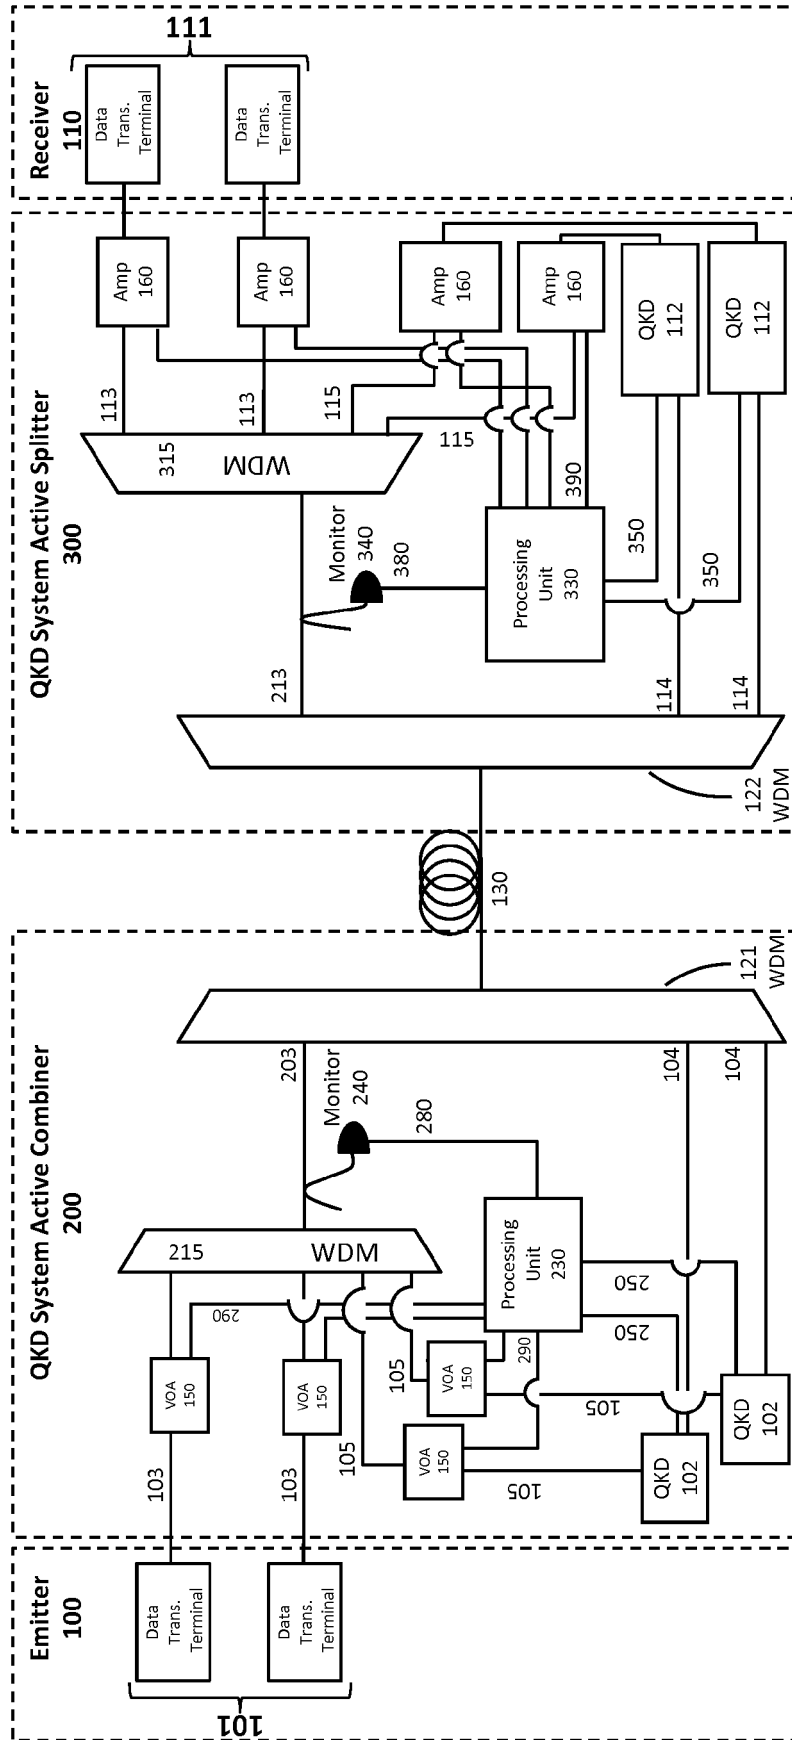 Emitter
100
101
Data
Trans.
Terminal
Data
Trans.
Terminal
QKD System Active Combiner
200
103
103
VOA
150
VOA
150
290
105
VOA
150
105
VOA
150
290
105
105
QKD
102
QKD
102
215
WDM
203
Monitor
240
280
Processing
Unit
230
250
250
104
104
121
WDM
130
QKD System Active Splitter
300
122
WDM
213
114
114
Monitor
340
380
Processing
Unit
330
350
350
390
315
WDM
113
113
115
115
Amp
160
Amp
160
Amp
160
Amp
160
QKD
112
QKD
112
Receiver
110
111
Data
Trans.
Terminal
Data
Trans.
Terminal